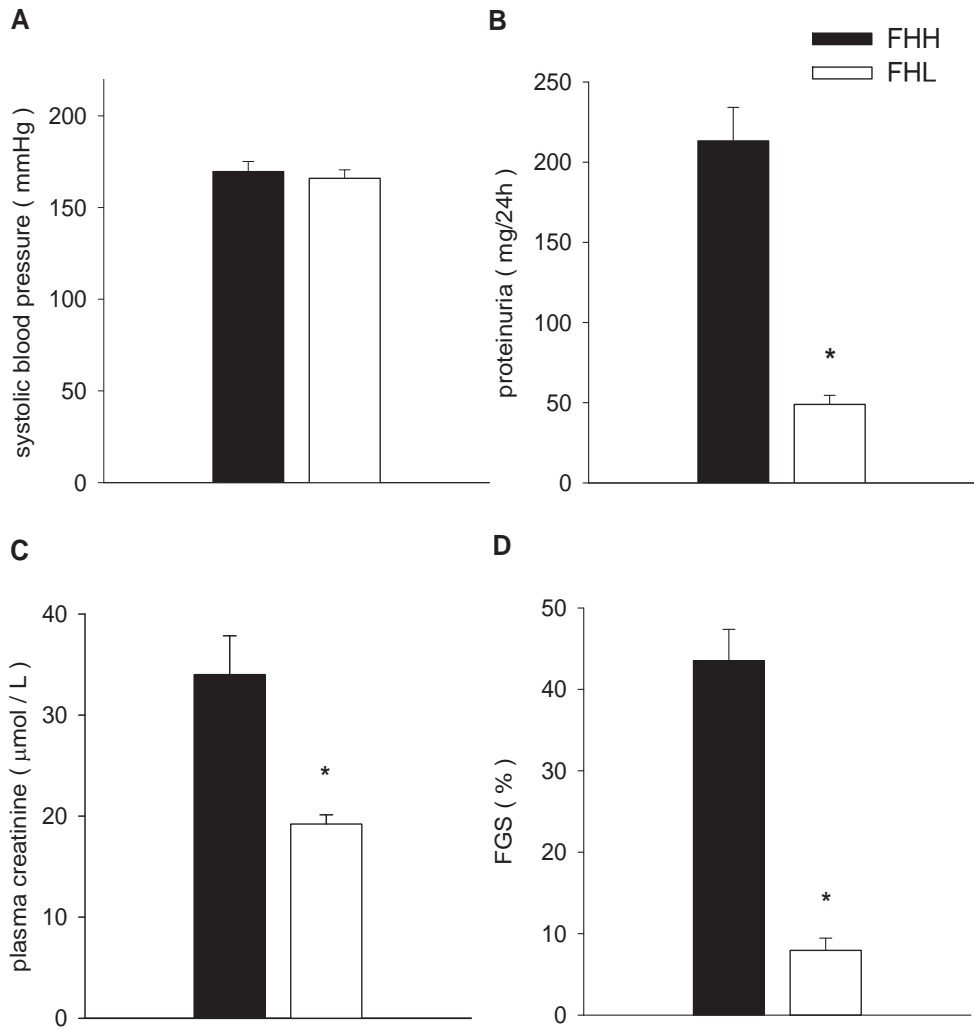 A
B
FHH
FHL
systolic blood pressure ( mmHg )
200
150
100
50
0
proteinuria ( mg/24h )
250
200
150
100
50
0
*
C
D
plasma creatinine ( μmol / L )
40
30
20
10
0
*
FGS ( % )
50
40
30
20
10
0
*